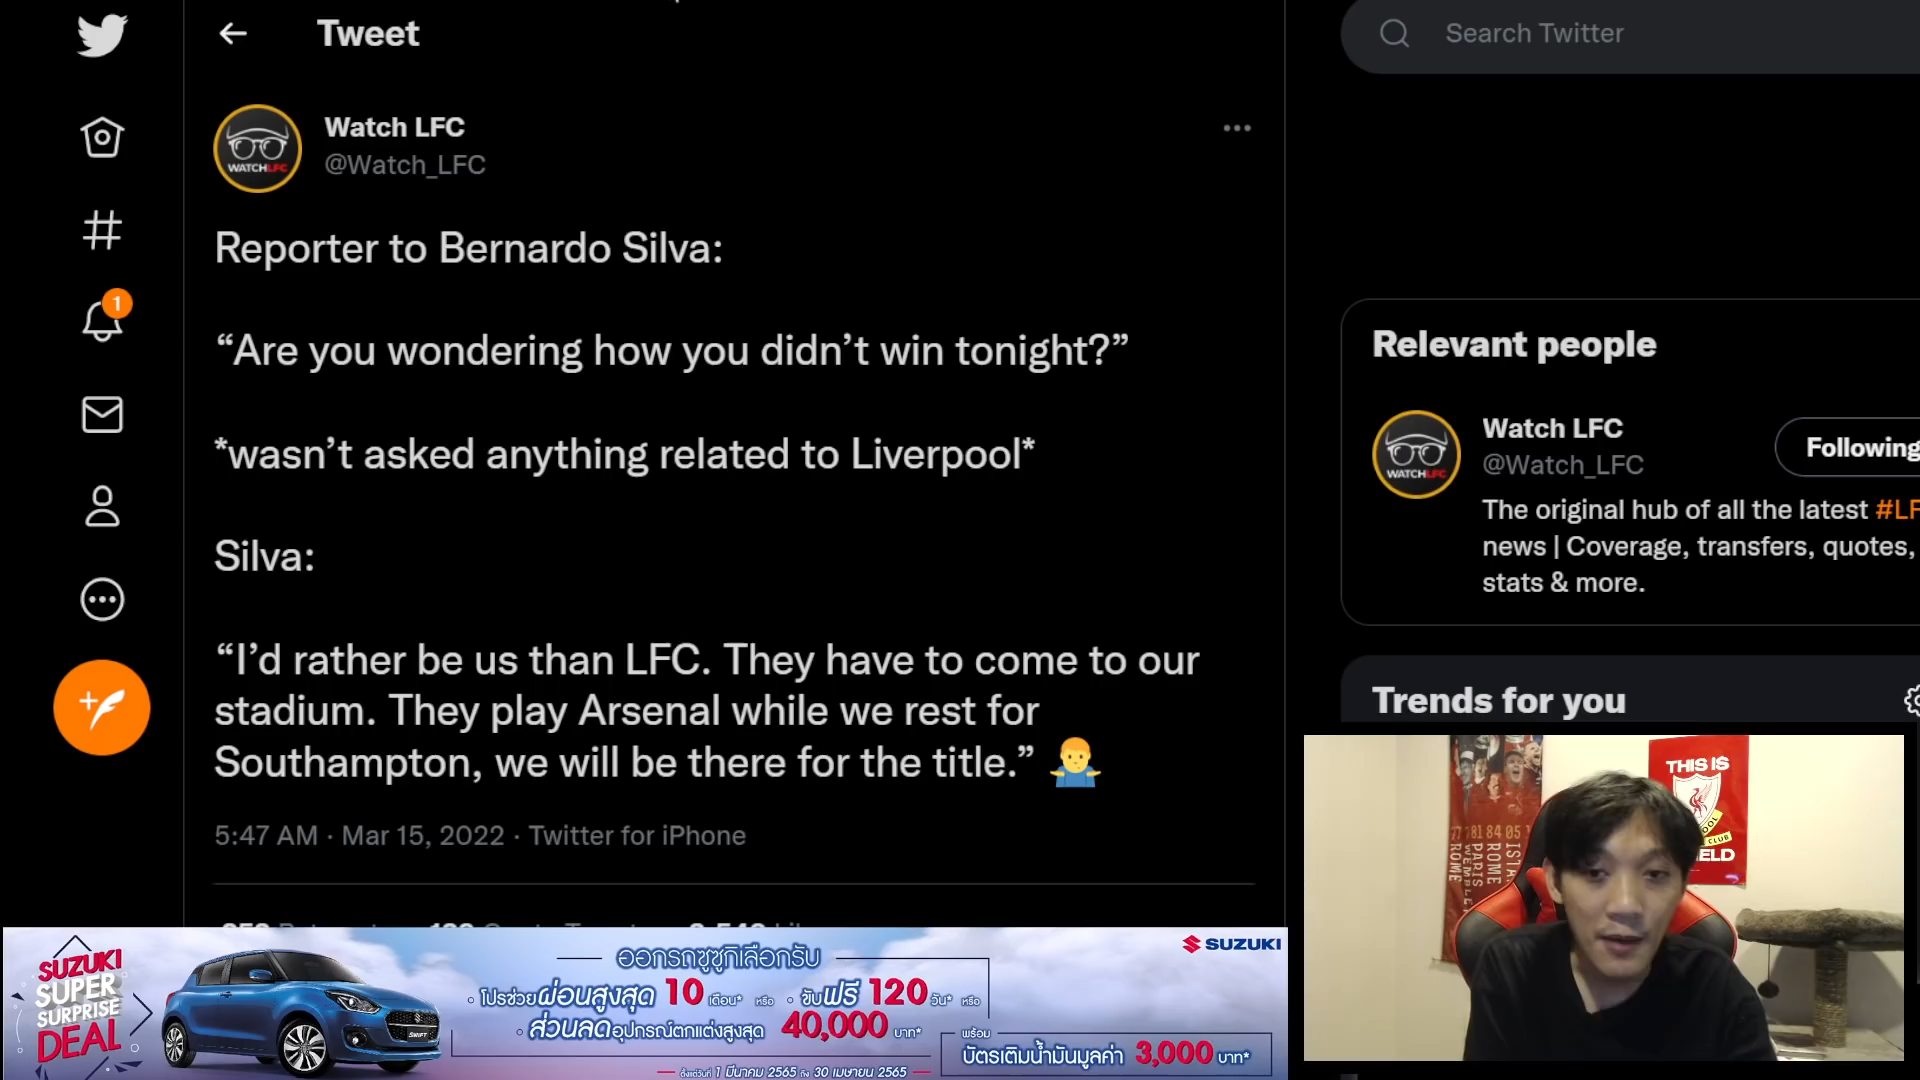 Tweet
Search Twitter
Watch LFC
@Watch_LFC
WATCHLFC
1
Reporter to Bernardo Silva:
“Are you wondering how you didn’t win tonight?”
*wasn’t asked anything related to Liverpool*
Silva:
“I’d rather be us than LFC. They have to come to our
stadium. They play Arsenal while we rest for
Southampton, we will be there for the title.”
5:47 AM · Mar 15, 2022 · Twitter for iPhone
Relevant people
Watch LFC
@Watch_LFC
WATCHLFC
Following
The original hub of all the latest #LF
news | Coverage, transfers, quotes,
stats & more.
Trends for you
THIS IS
CLUB
SUZUKI
SUPER
SURPRISE
DEAL
SWIFT
SUZUKI
ออกรถซูซูกิเลือกรับ
โปรช่วยผ่อนสูงสุด 10 เดือน* หรือ · ขับฟรี 120 วัน* หรือ
· ส่วนลดอุปกรณ์ตกแต่งสูงสุด 40,000 บาท*
พร้อม
บัตรเติมน้ำมันมูลค่า 3,000 บาท*
ตั้งแต่วันที่ 1 มีนาคม 2565 ถึง 30 เมษายน 2565